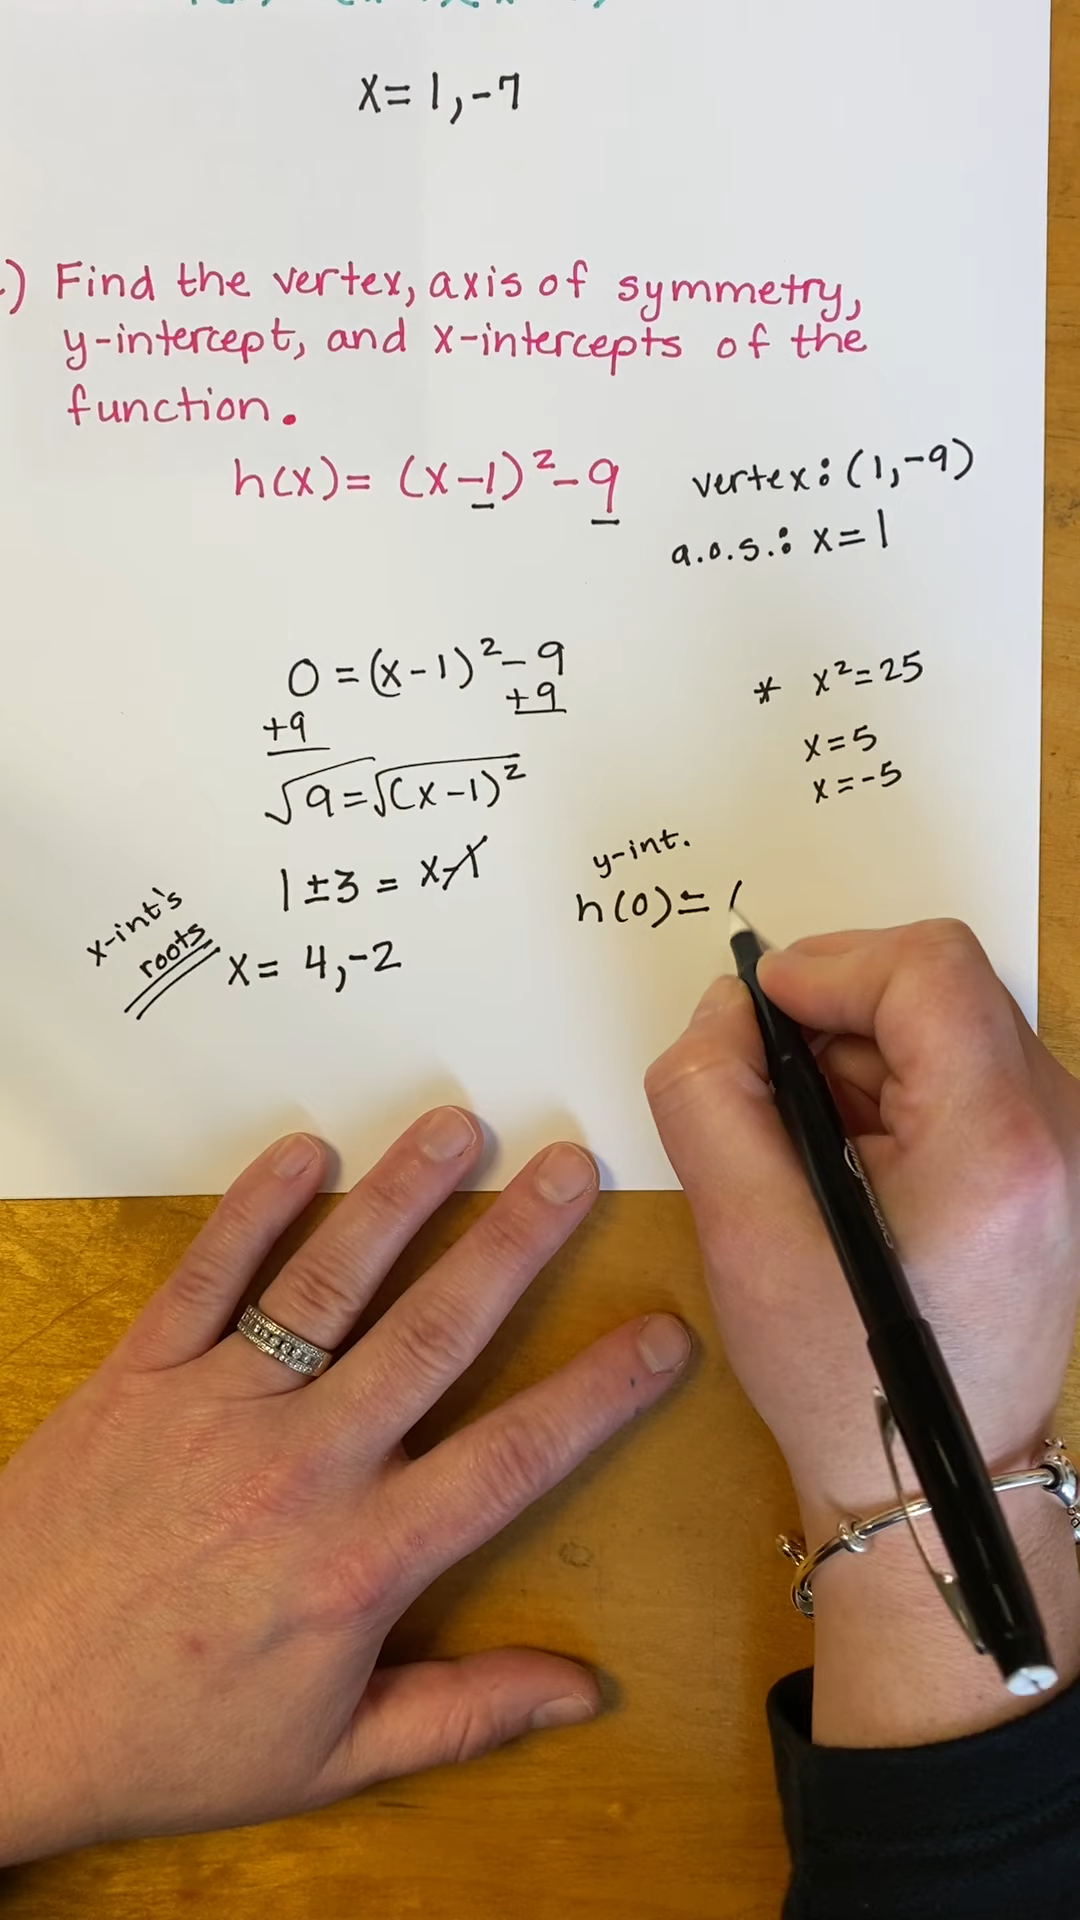 x= 1,-7
.) Find the vertex, axis of symmetry,
y-intercept, and x-intercepts of the
function.
h(x)= (x-1)²-9
vertex: (1,-9)
a.o.s.: x=1
0=(x-1)²-9
+9 +9
√9=√(x-1)²
1±3 = x-1
x-int's
roots
x= 4,-2
* x²=25
x=5
x=-5
y-int.
h(0)= (